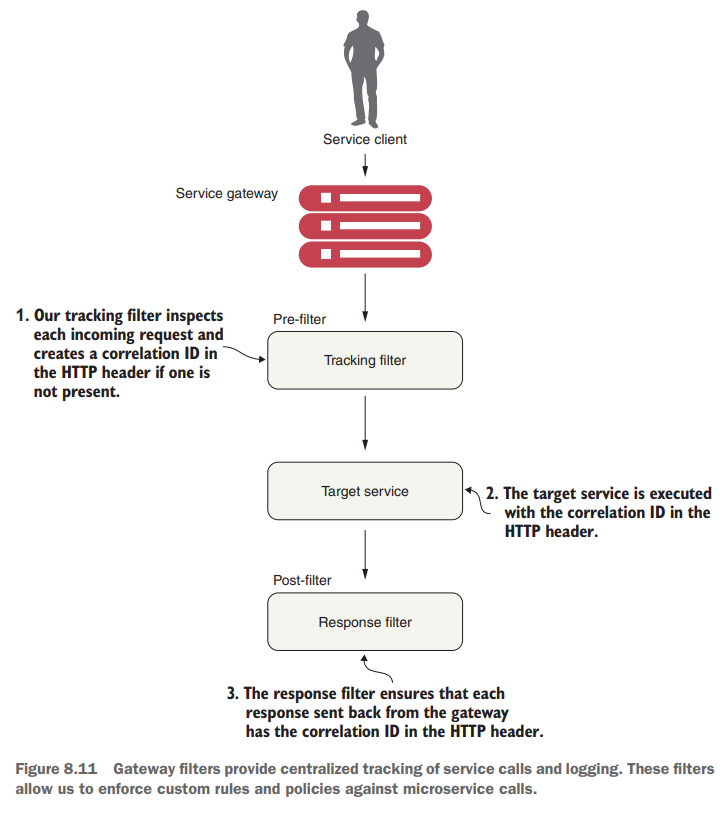 Service client
Service gateway
Pre-filter
1. Our tracking filter inspects
each incoming request and
creates a correlation ID in
the HTTP header if one is
not present.
Tracking filter
Target service
2. The target service is executed
with the correlation ID in the
HTTP header.
Post-filter
Response filter
3. The response filter ensures that each
response sent back from the gateway
has the correlation ID in the HTTP header.
Figure 8.11 Gateway filters provide centralized tracking of service calls and logging. These filters
allow us to enforce custom rules and policies against microservice calls.